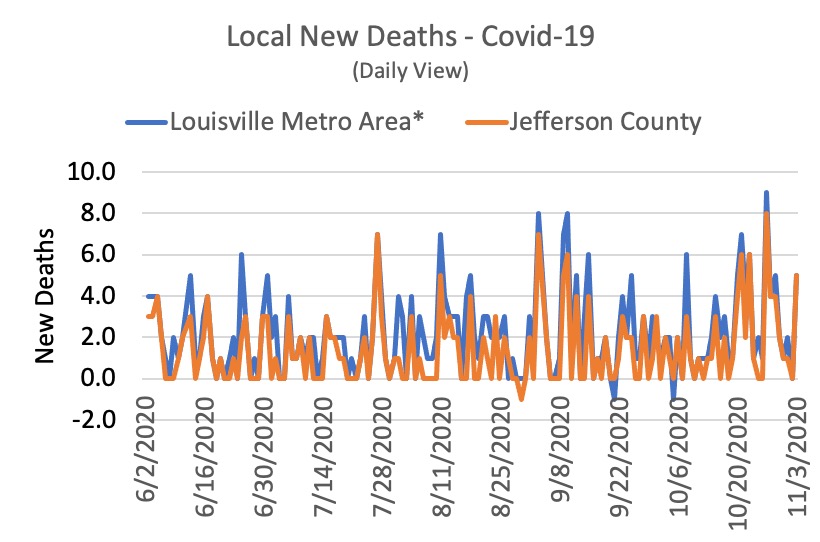 Local New Deaths - Covid-19
(Daily View)
Louisville Metro Area* Jefferson County
New Deaths
10.0
8.0
6.0
4.0
2.0
0.0
-2.0
6/2/2020 6/16/2020 6/30/2020 7/14/2020 7/28/2020 8/11/2020 8/25/2020 9/8/2020 9/22/2020 10/6/2020 10/20/2020 11/3/2020